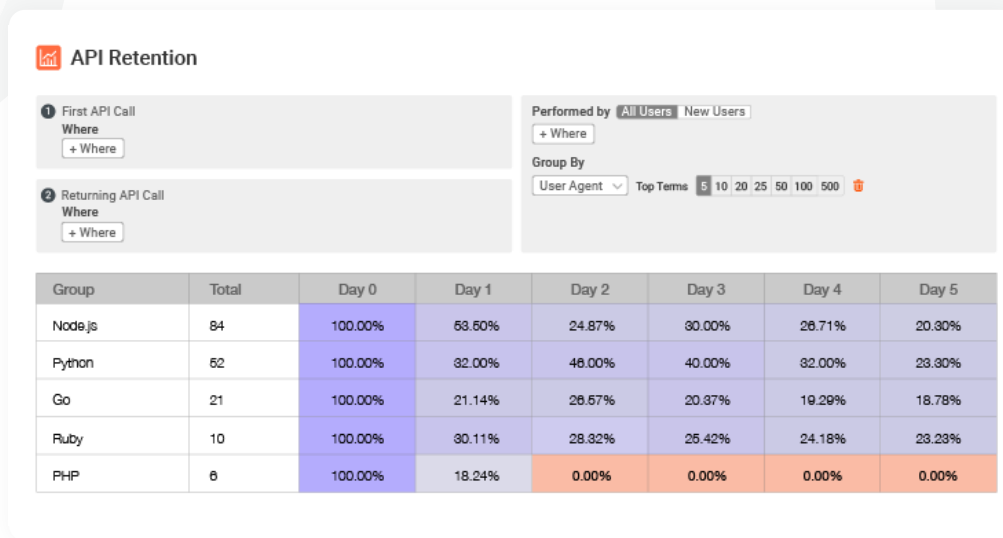 API Retention
1 First API Call
Where
+ Where
2 Returning API Call
Where
+ Where
Performed by All Users New Users
+ Where
Group By
User Agent Top Terms 5 10 20 25 50 100 500
Group Total Day 0 Day 1 Day 2 Day 3 Day 4 Day 5
Node.js 84 100.00% 53.50% 24.87% 30.00% 26.71% 20.30%
Python 52 100.00% 32.00% 46.00% 40.00% 32.00% 23.30%
Go 21 100.00% 21.14% 26.57% 20.37% 19.29% 18.78%
Ruby 10 100.00% 30.11% 28.32% 25.42% 24.18% 23.23%
PHP 6 100.00% 18.24% 0.00% 0.00% 0.00% 0.00%